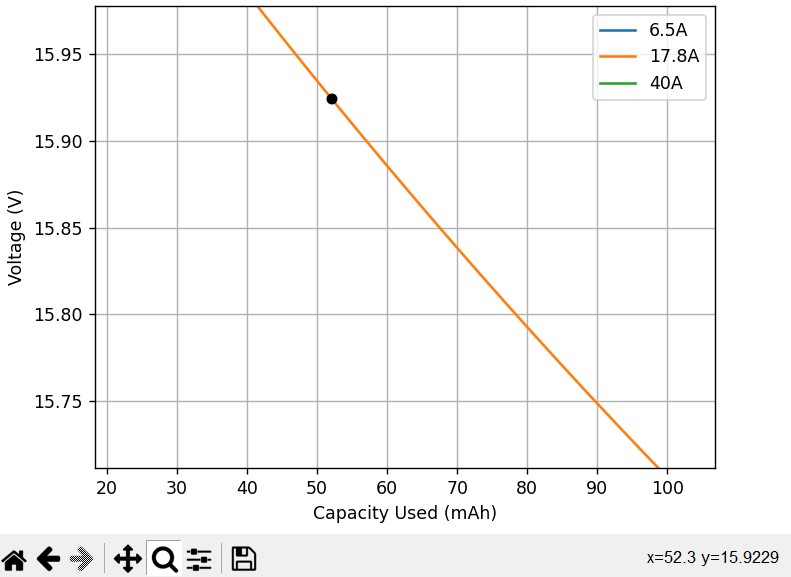 6.5A
17.8A
40A
15.95
15.90
15.85
15.80
15.75
Voltage (V)
20 30 40 50 60 70 80 90 100
Capacity Used (mAh)
x=52.3 y=15.9229